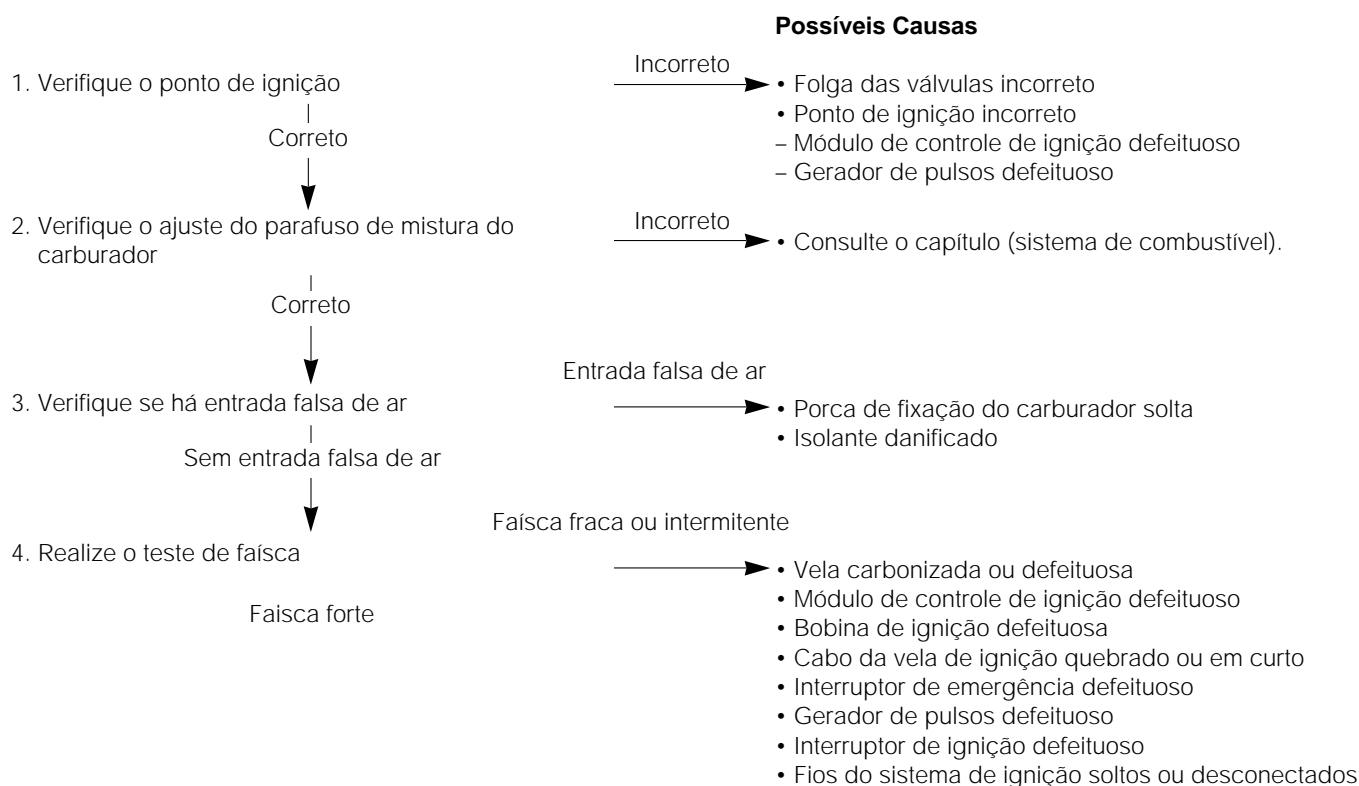 Possíveis Causas
Incorreto
1. Verifique o ponto de ignição
• Folga das válvulas incorreto
• Ponto de ignição incorreto
– Módulo de controle de ignição defeituoso
– Gerador de pulsos defeituoso
Correto
Incorreto
2. Verifique o ajuste do parafuso de mistura do
carburador
• Consulte o capítulo (sistema de combustível).
Correto
Entrada falsa de ar
3. Verifique se há entrada falsa de ar
• Porca de fixação do carburador solta
• Isolante danificado
Sem entrada falsa de ar
Faísca fraca ou intermitente
4. Realize o teste de faísca
• Vela carbonizada ou defeituosa
• Módulo de controle de ignição defeituoso
• Bobina de ignição defeituosa
• Cabo da vela de ignição quebrado ou em curto
• Interruptor de emergência defeituoso
• Gerador de pulsos defeituoso
• Interruptor de ignição defeituoso
• Fios do sistema de ignição soltos ou desconectados
Faisca forte